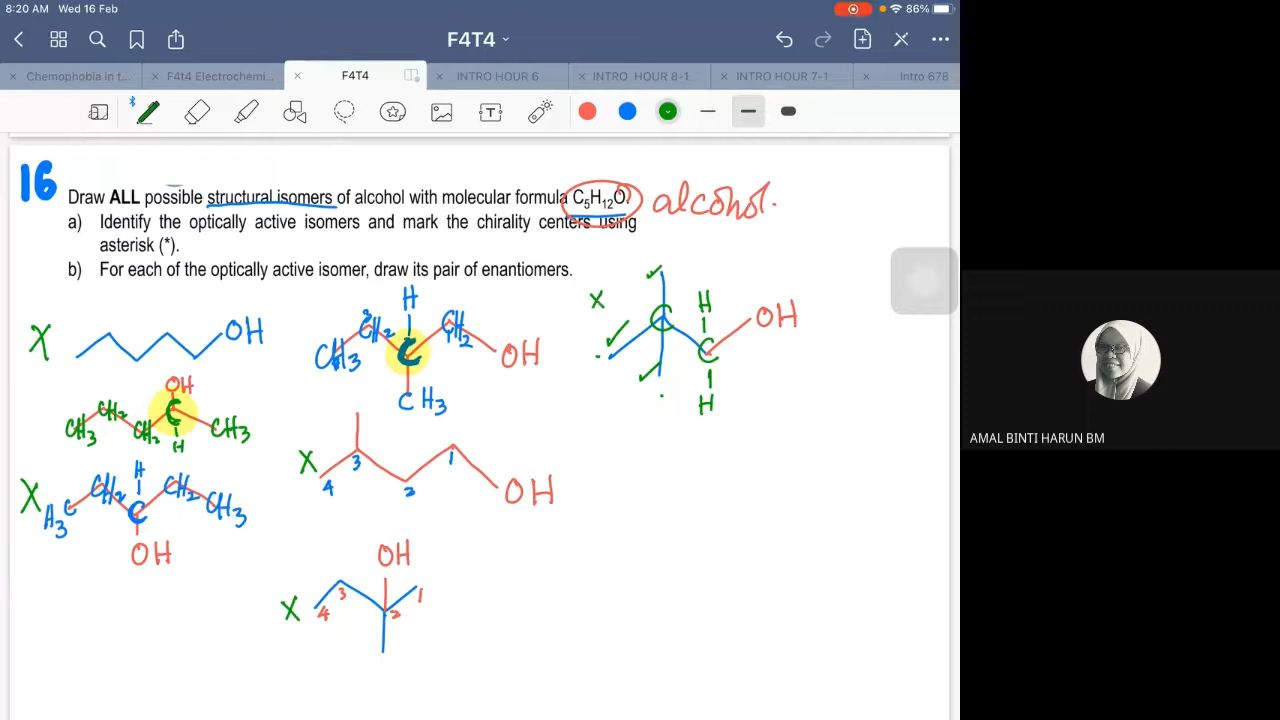 8:20 AM Wed 16 Feb
86%
F4T4
Chemophobia in t...
F4t4 Electrochemi...
F4T4
INTRO HOUR 6
INTRO HOUR 8-1
INTRO HOUR 7-1
Intro 678
16
Draw ALL possible structural isomers of alcohol with molecular formula C5H12O. alcohol.
a) Identify the optically active isomers and mark the chirality centers using
asterisk (*).
b) For each of the optically active isomer, draw its pair of enantiomers.
X OH
OH
CH3 CH2 CH2 C CH3
H
X H
H3C CH2 C CH2 CH3
OH
H
CH3 CH2 C CH2 OH
3
CH3
X 4 3 2 1 OH
OH
X 4 3 2 1
X C H
C OH
H
AMAL BINTI HARUN BM